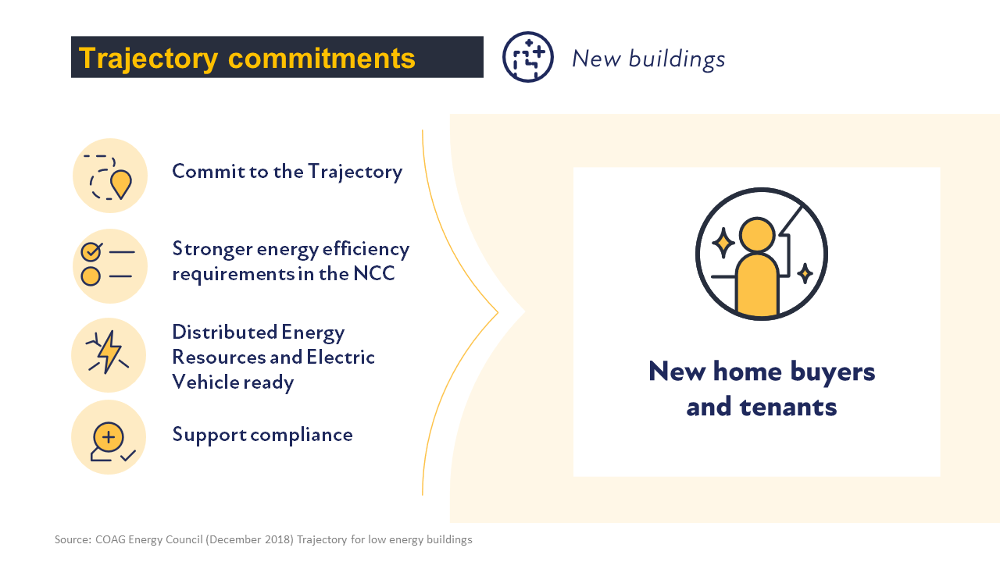 Trajectory commitments
New buildings
Commit to the Trajectory
Stronger energy efficiency
requirements in the NCC
Distributed Energy
Resources and Electric
Vehicle ready
Support compliance
New home buyers
and tenants
Source: COAG Energy Council (December 2018) Trajectory for low energy buildings